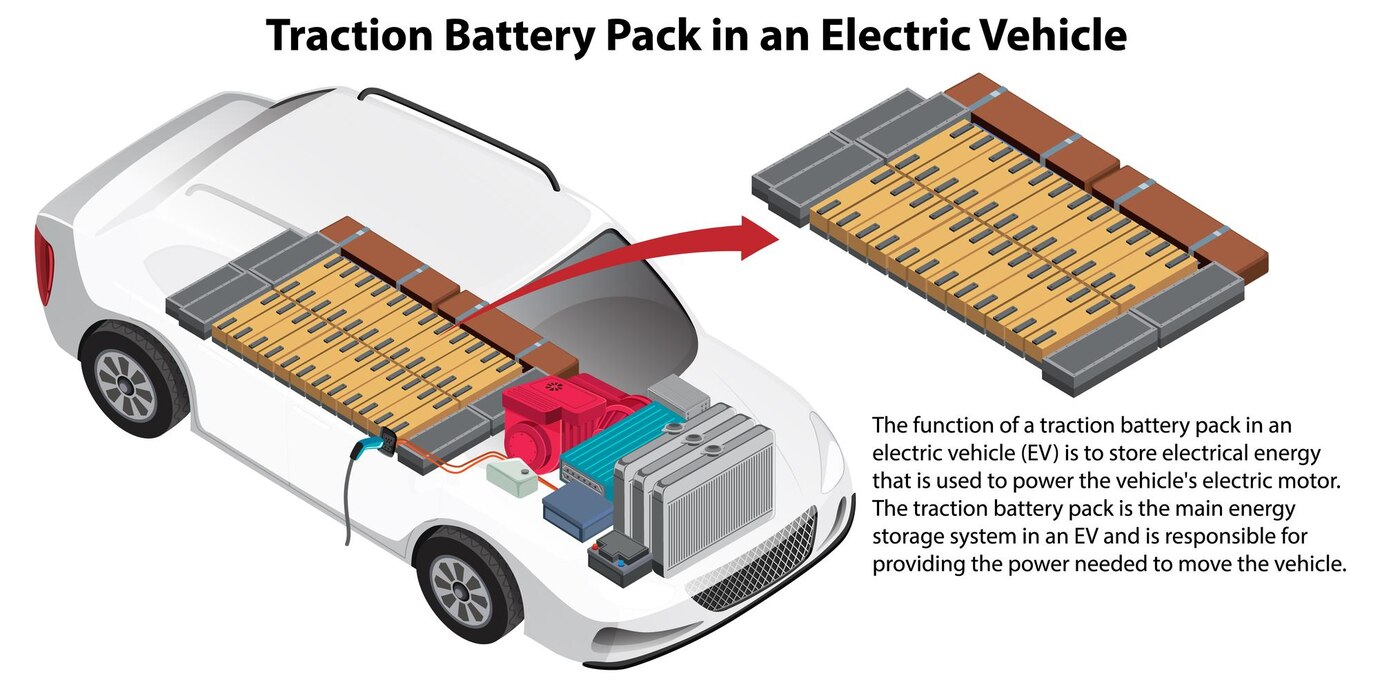 Traction Battery Pack in an Electric Vehicle
The function of a traction battery pack in an
electric vehicle (EV) is to store electrical energy
that is used to power the vehicle's electric motor.
The traction battery pack is the main energy
storage system in an EV and is responsible for
providing the power needed to move the vehicle.